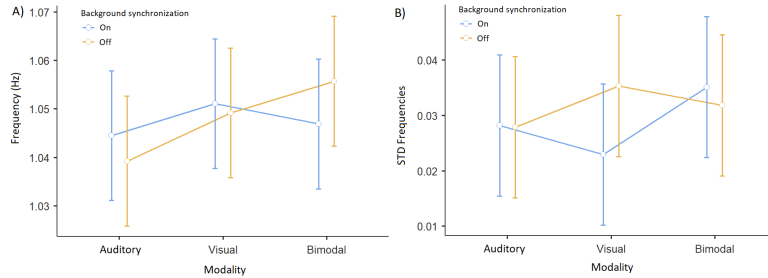 A)
Background synchronization
On
Off
Frequency (Hz)
1.07
1.06
1.05
1.04
1.03
Auditory Visual Bimodal
Modality
B)
Background synchronization
On
Off
STD Frequencies
0.04
0.03
0.02
0.01
Auditory Visual Bimodal
Modality